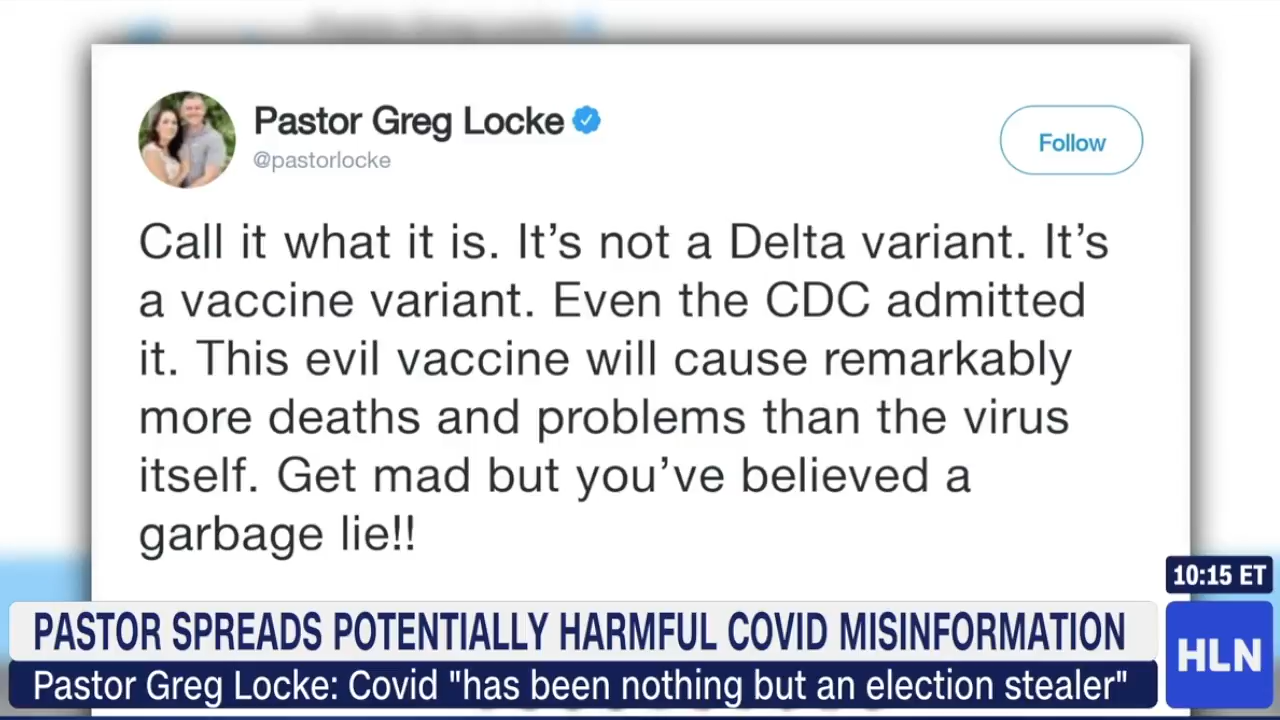 Pastor Greg Locke
@pastorlocke
Follow
Call it what it is. It’s not a Delta variant. It’s
a vaccine variant. Even the CDC admitted
it. This evil vaccine will cause remarkably
more deaths and problems than the virus
itself. Get mad but you’ve believed a
garbage lie!!
10:15 ET
PASTOR SPREADS POTENTIALLY HARMFUL COVID MISINFORMATION
HLN
Pastor Greg Locke: Covid "has been nothing but an election stealer"